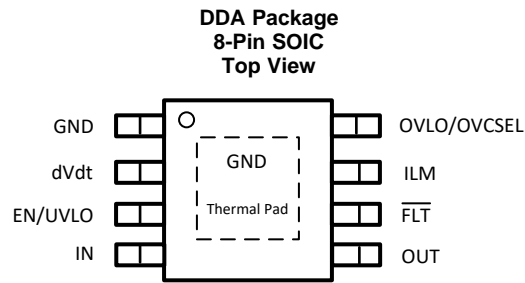 DDA Package
8-Pin SOIC
Top View
GND
dVdt
EN/UVLO
IN
GND
Thermal Pad
OVLO/OVCSEL
ILM
FLT
OUT